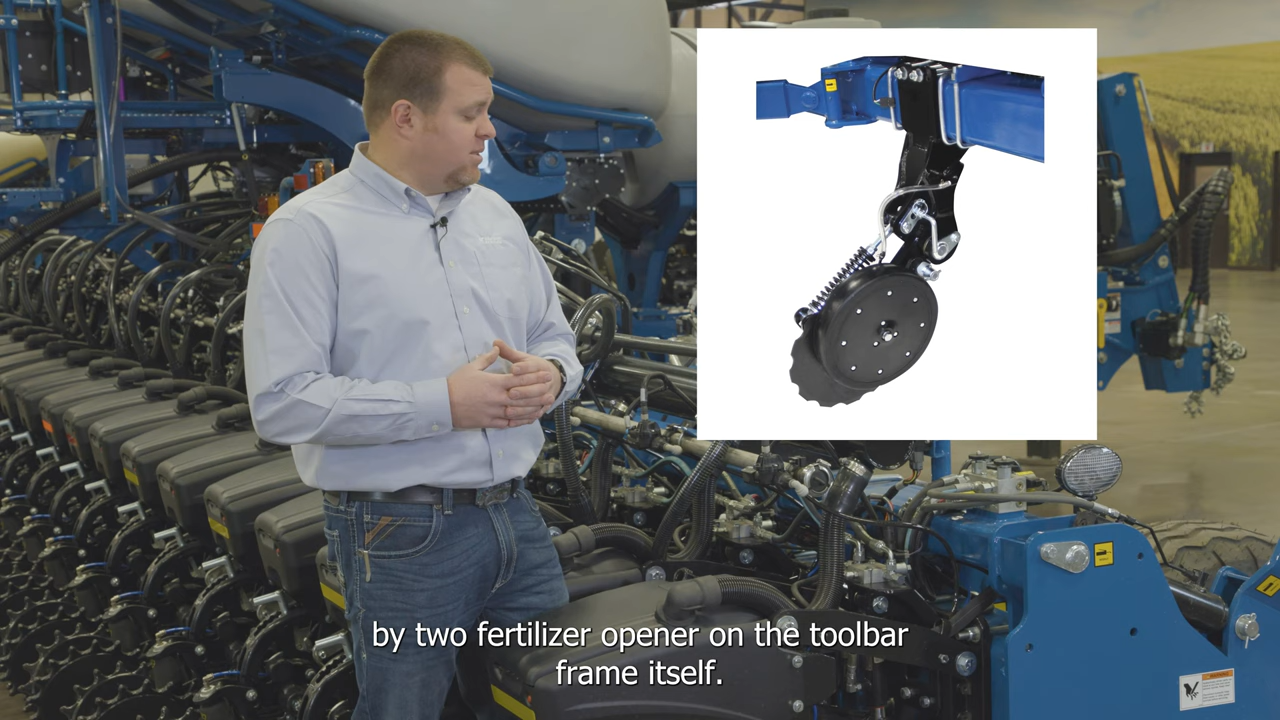 by two fertilizer opener on the toolbar
frame itself.